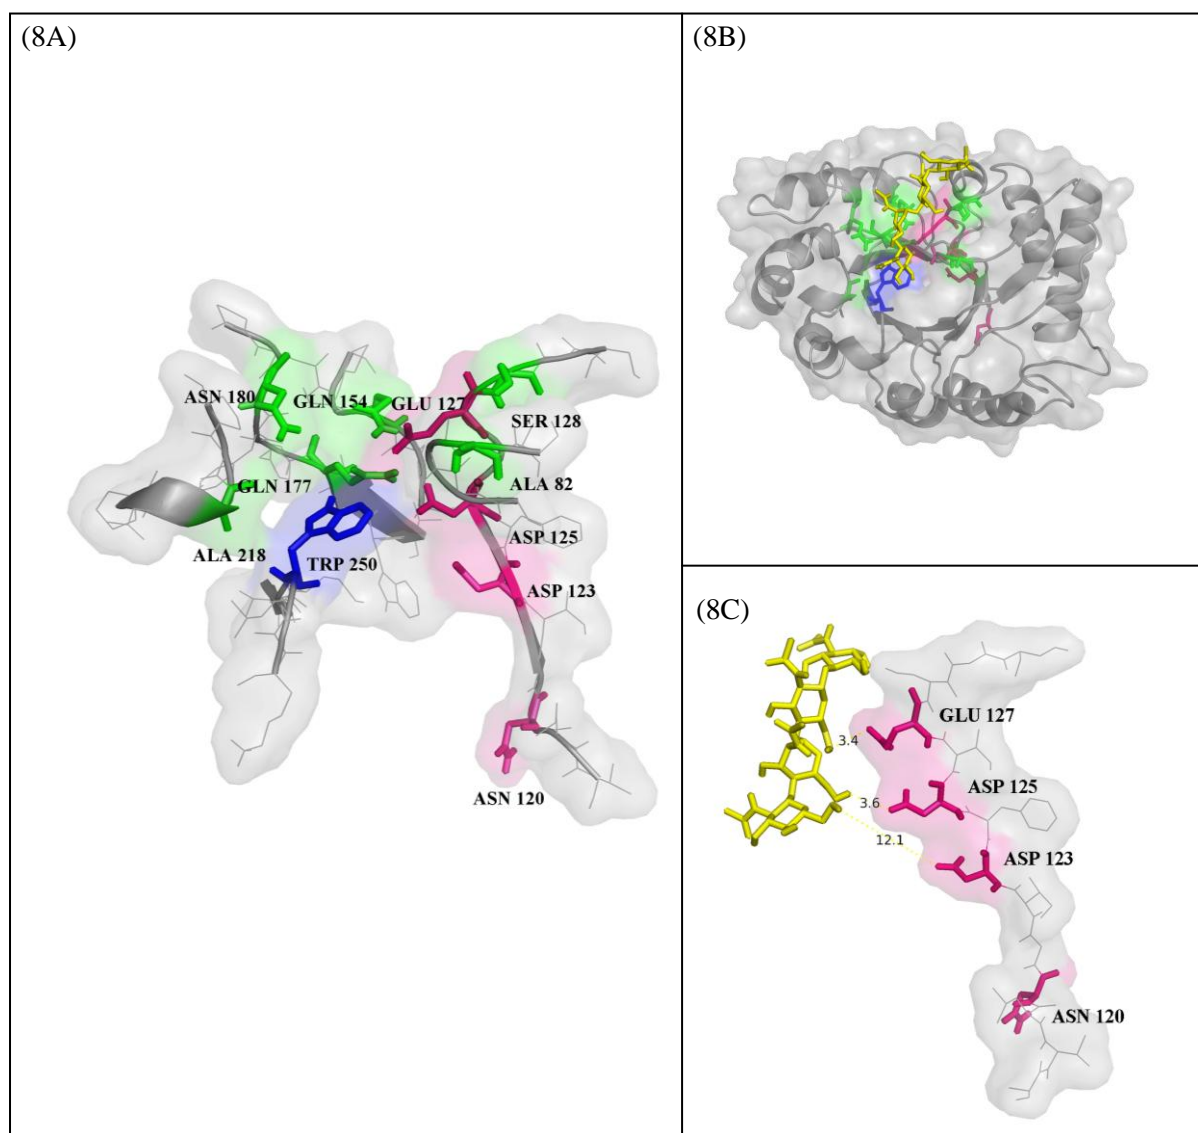 (8A)
(8B)
ASN 180
GLN 154
GLU 127
SER 128
GLN 177
ALA 82
ASP 125
ALA 218
TRP 250
ASP 123
ASN 120
(8C)
GLU 127
3.4
ASP 125
3.6
12.1
ASP 123
ASN 120